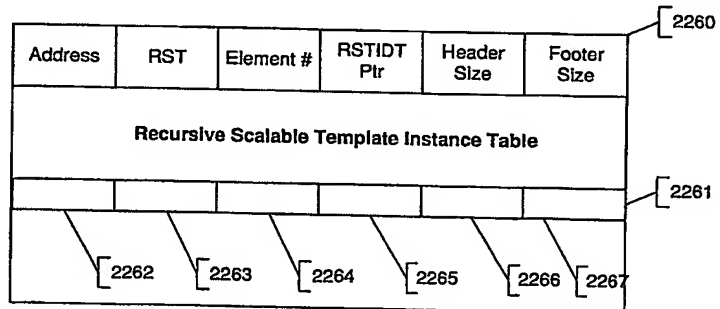 2260
Address RST Element # RSTIDT Ptr Header Size Footer Size
Recursive Scalable Template Instance Table
2261
2262 2263 2264 2265 2266 2267